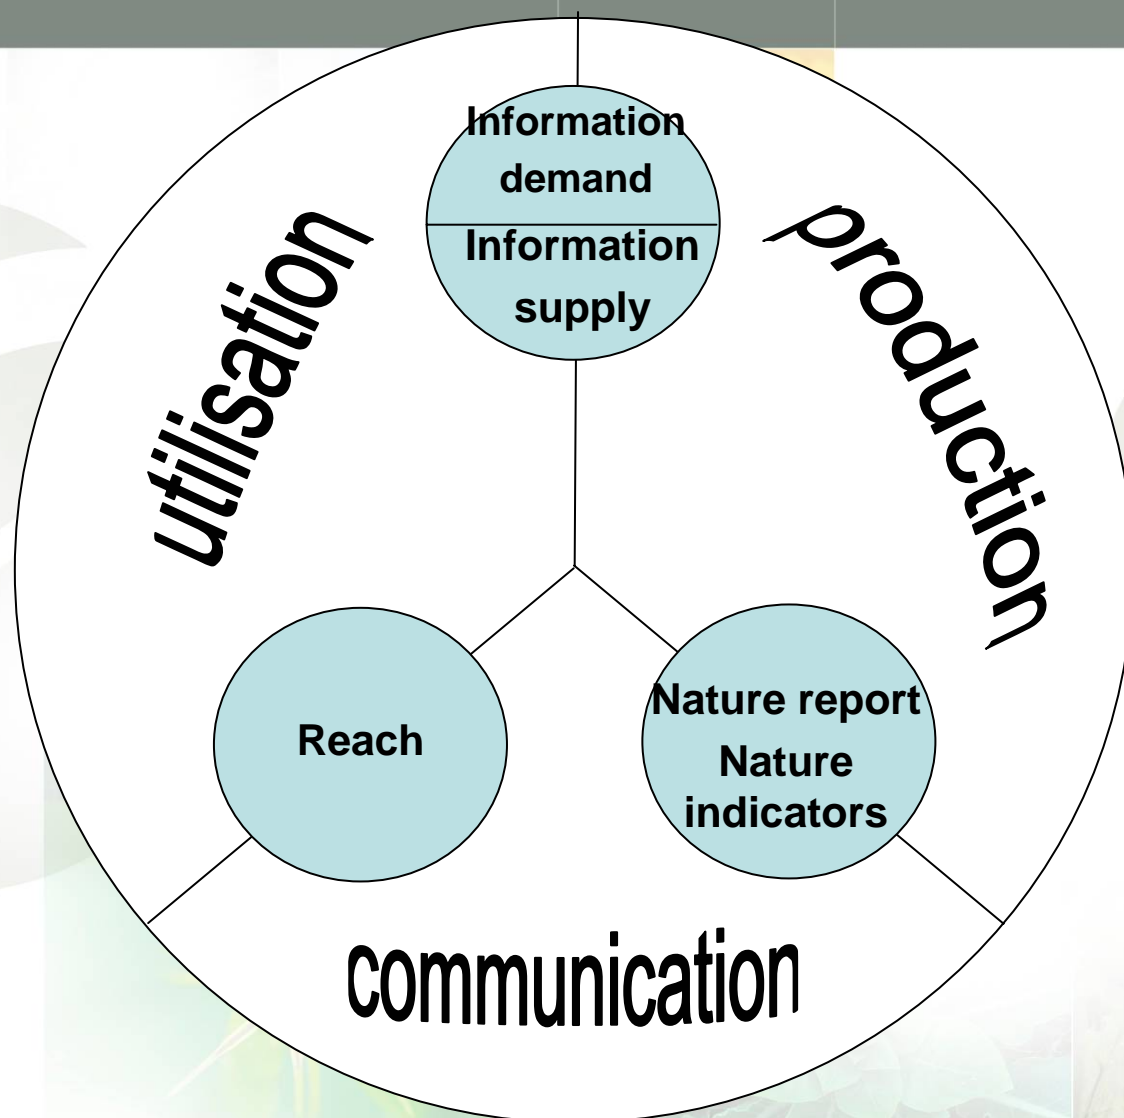 Information
demand
Information
supply
utilisation
production
Reach
Nature report
Nature
indicators
communication